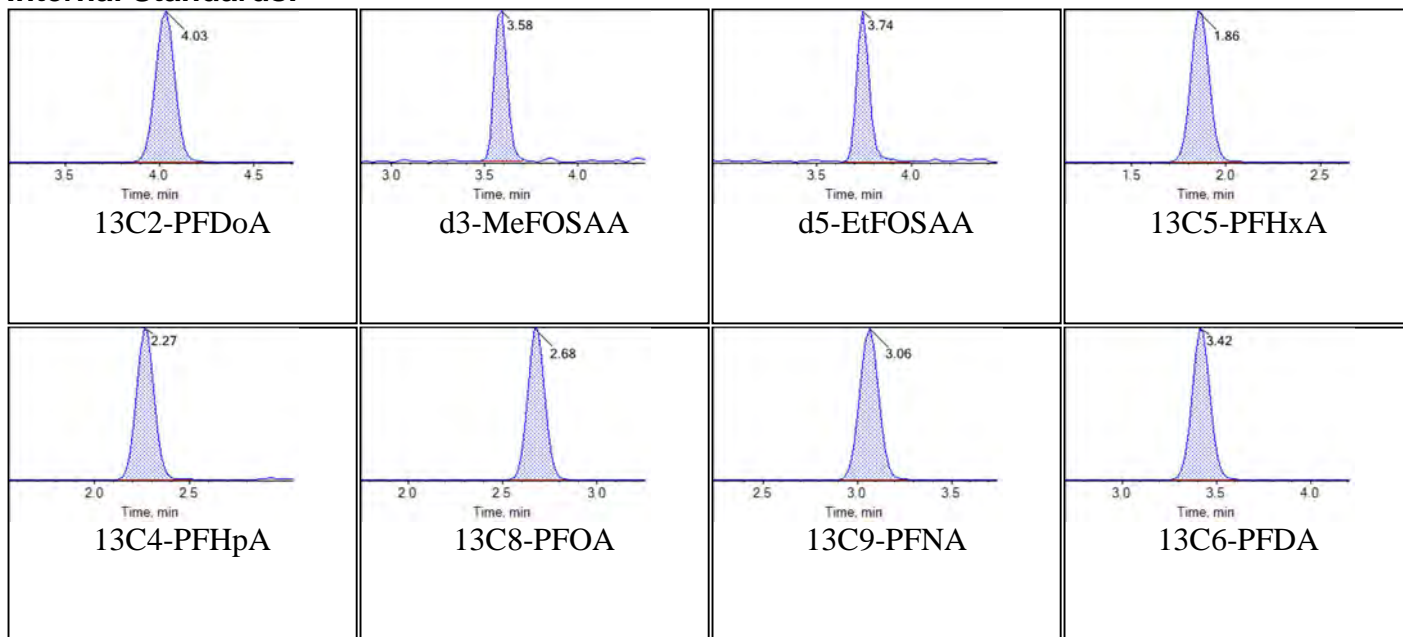 Internal Standards:
4.03
3.5 4.0 4.5
Time, min
13C2-PFDoA
3.58
3.0 3.5 4.0
Time, min
d3-MeFOSAA
3.74
3.5 4.0
Time, min
d5-EtFOSAA
1.86
1.5 2.0 2.5
Time, min
13C5-PFHxA
2.27
2.0 2.5
Time, min
13C4-PFHpA
2.68
2.0 2.5 3.0
Time, min
13C8-PFOA
3.06
2.5 3.0 3.5
Time, min
13C9-PFNA
3.42
3.0 3.5 4.0
Time, min
13C6-PFDA